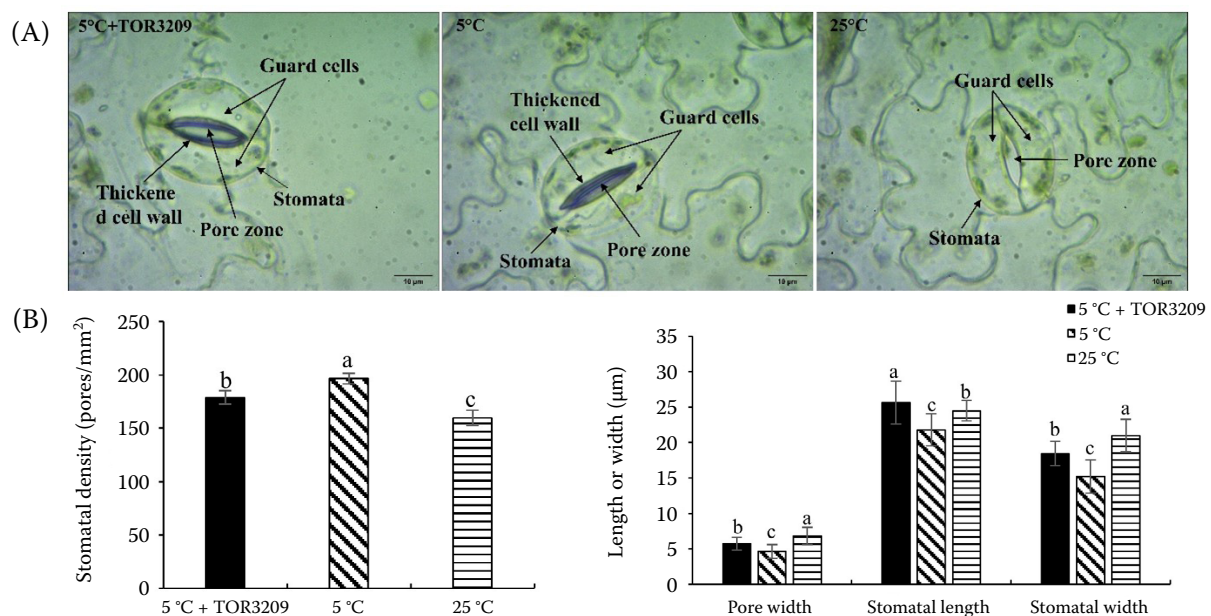 (A)
5°C+TOR3209
Guard cells
Thickene
d cell wall
Pore zone
Stomata
10 µm
5°C
Thickened
cell wall
Guard cells
Stomata
Pore zone
10 µm
25°C
Guard cells
Pore zone
Stomata
10 µm
(B)
Stomatal density (pores/mm²)
250
200
150
100
50
0
b
a
c
5 °C + TOR3209
5 °C
25 °C
5 °C + TOR3209
5 °C
25 °C
Length or width (µm)
35
30
25
20
15
10
5
0
b
c
a
a
c
b
b
c
a
Pore width
Stomatal length
Stomatal width